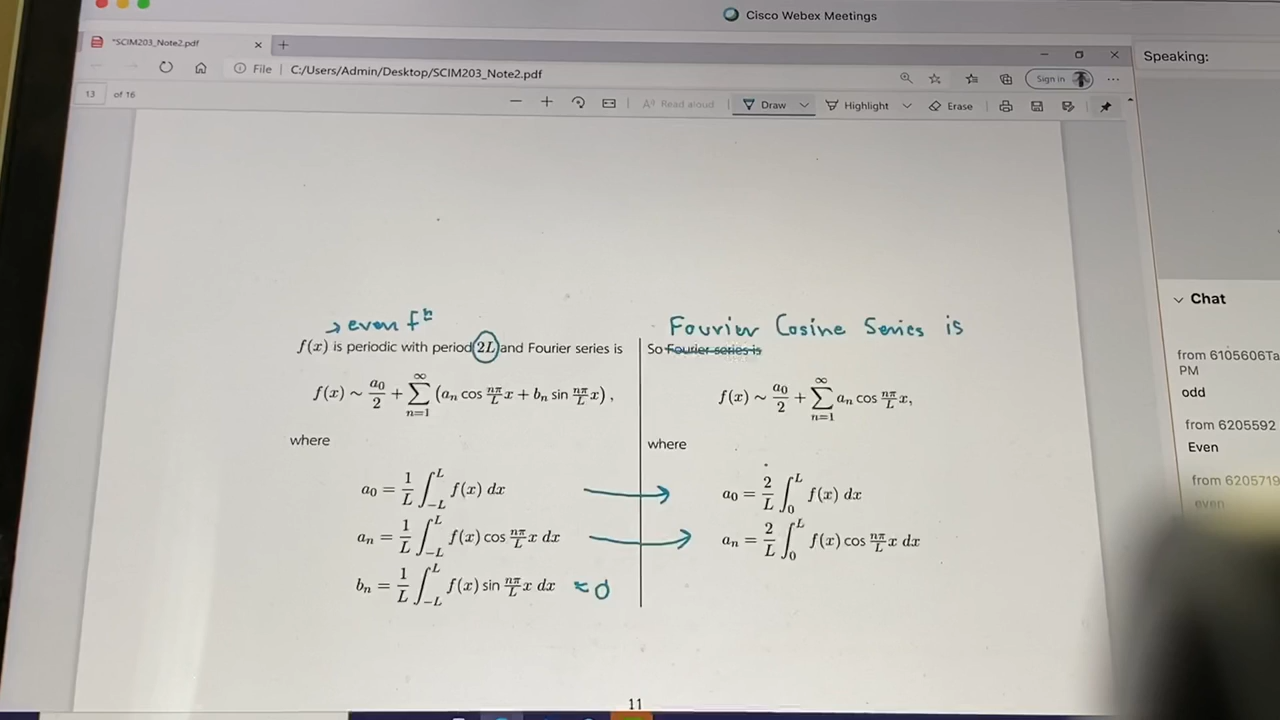 Cisco Webex Meetings
*SCIM203_Note2.pdf
File | C:/Users/Admin/Desktop/SCIM203_Note2.pdf
Sign in
13 of 16
Read aloud
Draw
Highlight
Erase
Speaking:
→ even fⁿ
f(x) is periodic with period 2L and Fourier series is
f(x) ~ a₀/2 + ∑_{n=1}^{∞} (aₙ cos nπ/L x + bₙ sin nπ/L x),
where
a₀ = 1/L ∫_{-L}^{L} f(x) dx
aₙ = 1/L ∫_{-L}^{L} f(x) cos nπ/L x dx
bₙ = 1/L ∫_{-L}^{L} f(x) sin nπ/L x dx = 0
Fourier Cosine Series is
So Fourier series is
f(x) ~ a₀/2 + ∑_{n=1}^{∞} aₙ cos nπ/L x,
where
a₀ = 2/L ∫_0^L f(x) dx
aₙ = 2/L ∫_0^L f(x) cos nπ/L x dx
11
Chat
from 6105606Ta
PM
odd
from 6205592
Even
from 6205719
even